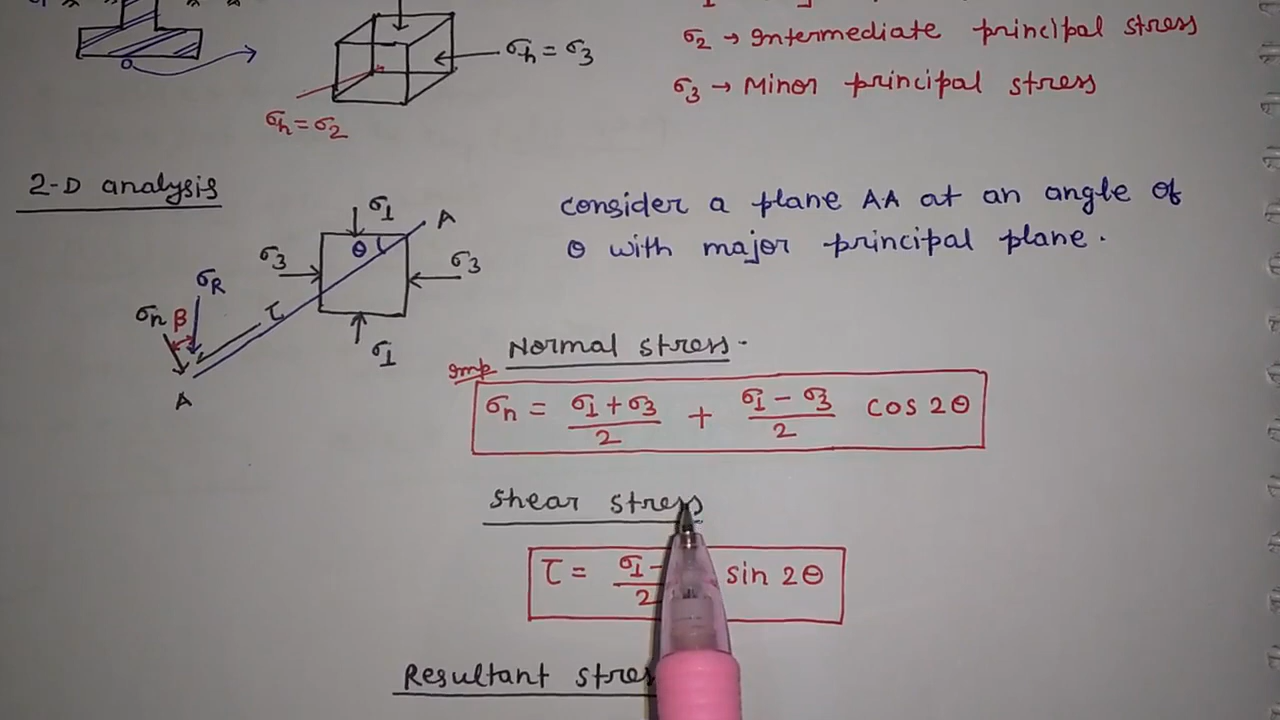 σ2 → Intermediate principal stress
σh = σ3
σ3 → Minor principal stress
σh = σ2
2-D analysis
σ1
A
consider a plane AA at an angle of
θ with major principal plane.
θ
σ3
σ3
σR
σn β
τ
σ1
A
Normal stress.
Imp
σn = σ1 + σ3 / 2 + σ1 - σ3 / 2 cos 2θ
shear stress
τ = σ1 - / 2 sin 2θ
Resultant stres